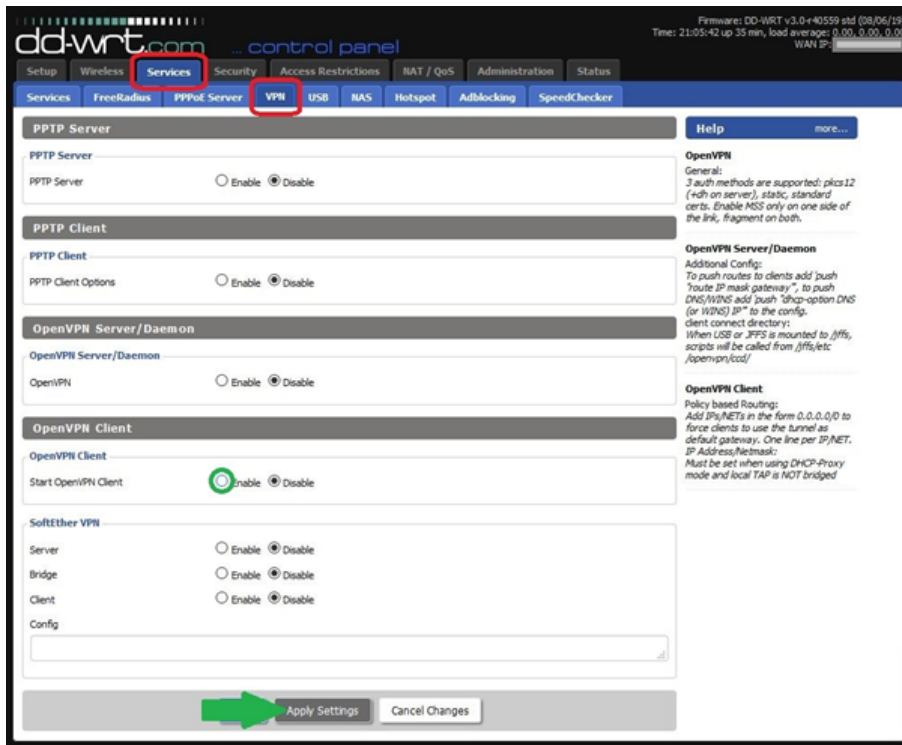 dd-wrt.com ... control panel
Firmware: DD-WRT v3.0-r40559 std (08/06/19
Time: 21:05:42 up 35 min, load average: 0.00, 0.00, 0.00
WAN IP:
Setup Wireless Services Security Access Restrictions NAT / QoS Administration Status
Services FreeRadius PPPoE Server VPN USB NAS Hotspot Adblocking SpeedChecker
PPTP Server
PPTP Server
PPTP Server Enable Disable
PPTP Client
PPTP Client
PPTP Client Options Enable Disable
OpenVPN Server/Daemon
OpenVPN Server/Daemon
OpenVPN Enable Disable
OpenVPN Client
OpenVPN Client
Start OpenVPN Client Enable Disable
SoftEther VPN
Server Enable Disable
Bridge Enable Disable
Client Enable Disable
Config
Apply Settings Cancel Changes
Help more...
OpenVPN
General:
3 auth methods are supported: pkcs12
(+dh on server), static, standard
certs. Enable MSS only on one side of
the link, fragment on both.
OpenVPN Server/Daemon
Additional Config:
To push routes to clients add 'push
"route IP mask gateway"', to push
DNS/WINS add 'push "dhcp-option DNS
(or WINS) IP"' to the config.
client connect directory:
When USB or JFFS is mounted to /jffs,
scripts will be called from /jffs/etc
/openvpn/ccd/
OpenVPN Client
Policy based Routing:
Add IPs/NETs in the form 0.0.0.0/0 to
force clients to use the tunnel as
default gateway. One line per IP/NET.
IP Address/Netmask:
Must be set when using DHCP-Proxy
mode and local TAP is NOT bridged